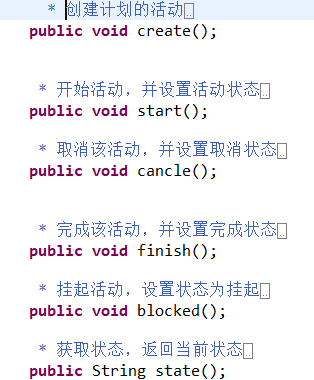 * 创建计划的活动
public void create();
* 开始活动，并设置活动状态
public void start();
* 取消该活动，并设置取消状态
public void cancle();
* 完成该活动，并设置完成状态
public void finish();
* 挂起活动，设置状态为挂起
public void blocked();
* 获取状态，返回当前状态
public String state();